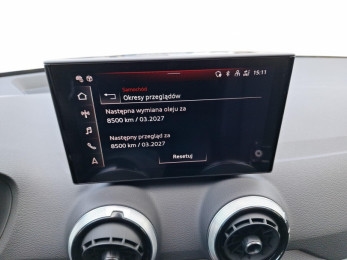 15:11
Samochód
Okresy przeglądów
Następna wymiana oleju za
8500 km / 03.2027
Następny przegląd za
8500 km / 03.2027
Resetuj